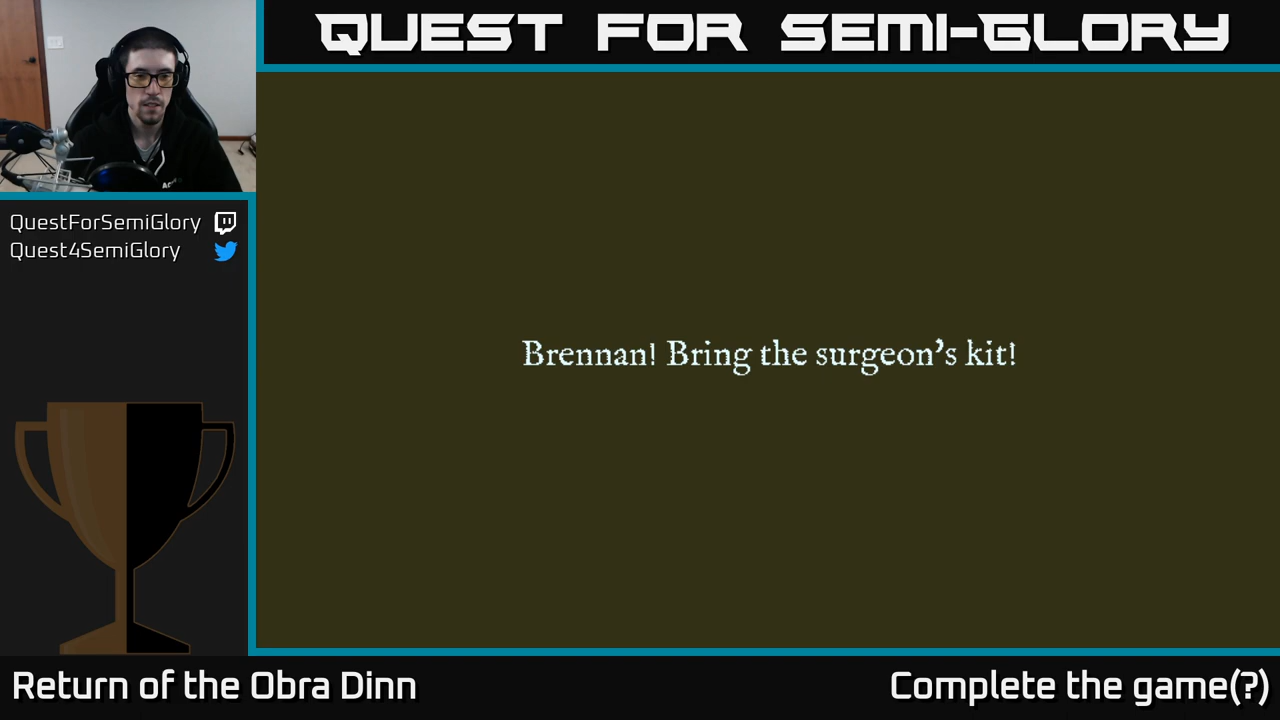 QUEST FOR SEMI-GLORY
QuestForSemiGlory
Quest4SemiGlory
Brennan! Bring the surgeon's kit!
Return of the Obra Dinn
Complete the game(?)